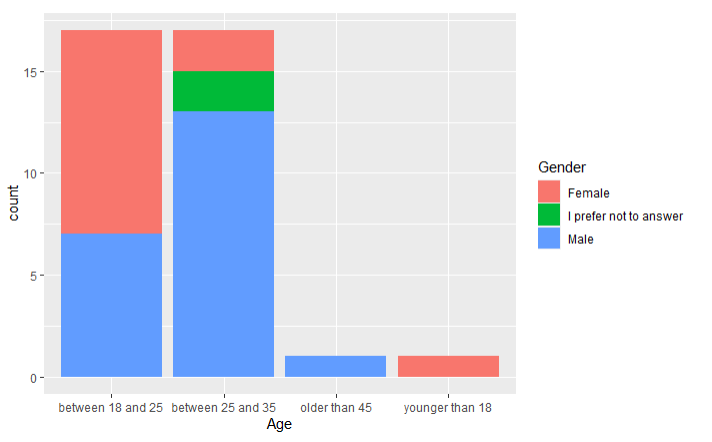 15
10
5
0
count
between 18 and 25
between 25 and 35
older than 45
younger than 18
Age
Gender
Female
I prefer not to answer
Male